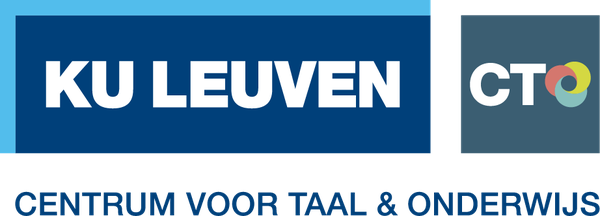 KU LEUVEN
CTO
CENTRUM VOOR TAAL & ONDERWIJS